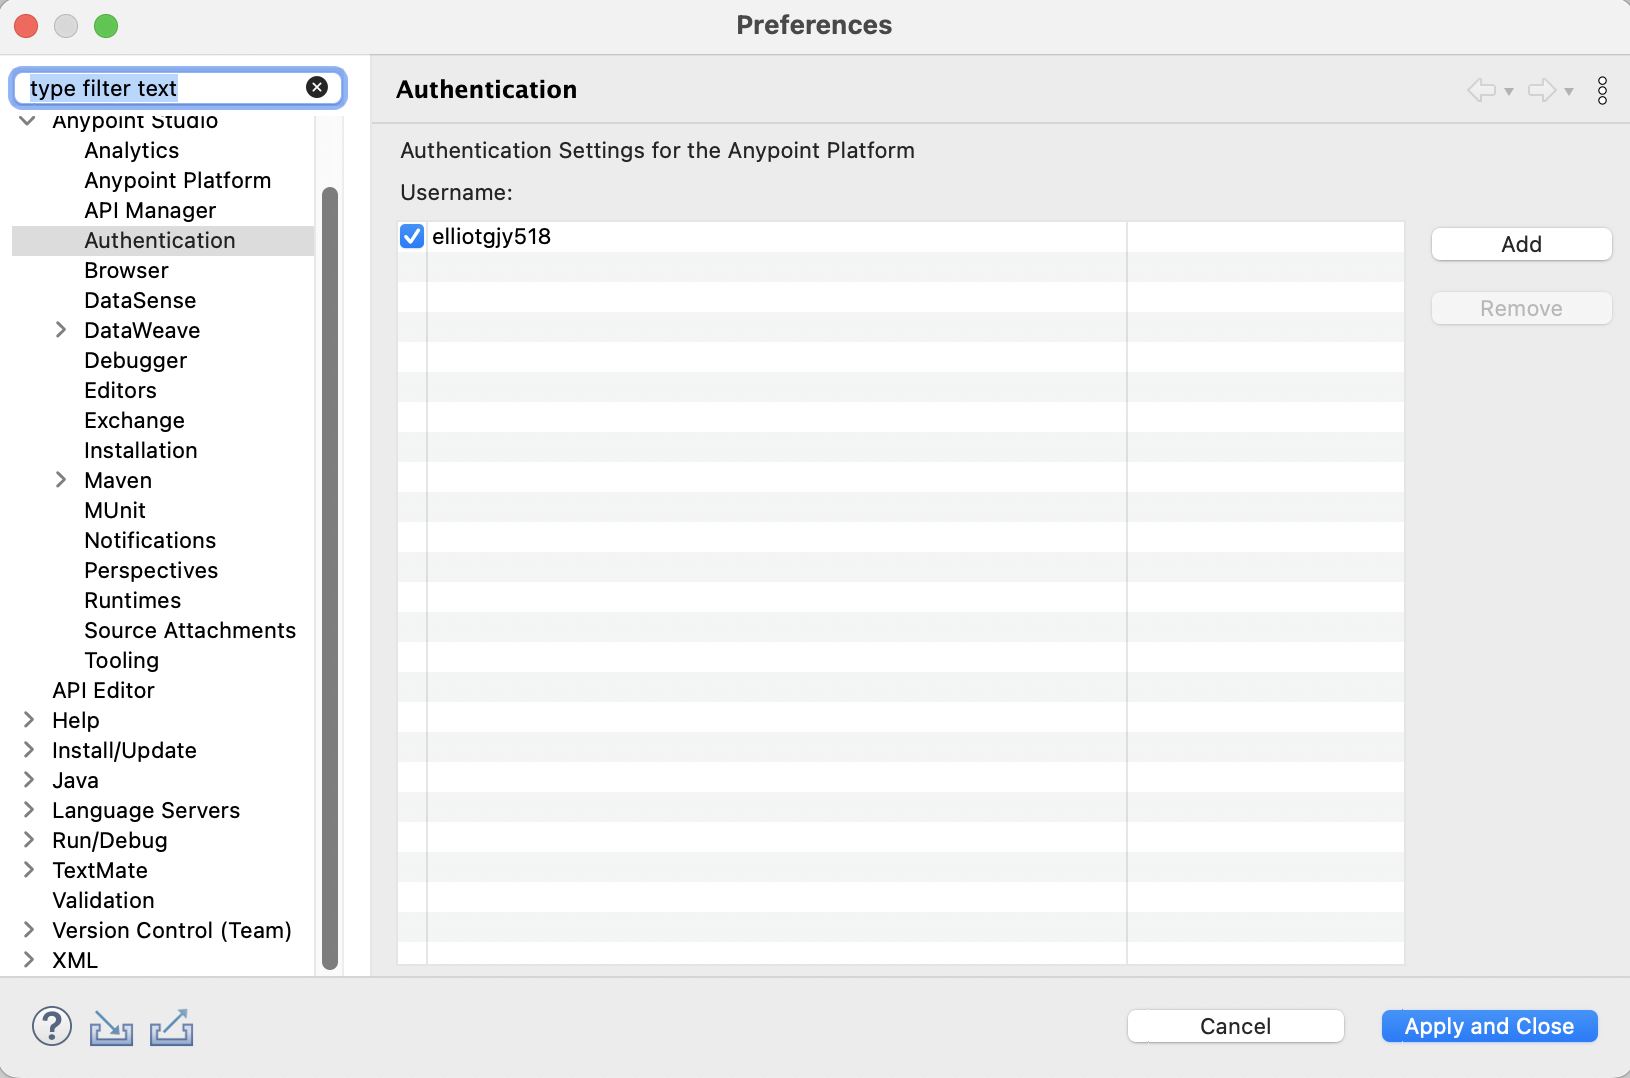 Preferences
type filter text
Anypoint Studio
Analytics
Anypoint Platform
API Manager
Authentication
Browser
DataSense
DataWeave
Debugger
Editors
Exchange
Installation
Maven
MUnit
Notifications
Perspectives
Runtimes
Source Attachments
Tooling
API Editor
Help
Install/Update
Java
Language Servers
Run/Debug
TextMate
Validation
Version Control (Team)
XML
Authentication
Authentication Settings for the Anypoint Platform
Username:
elliotgjy518
Add
Remove
?
Cancel
Apply and Close